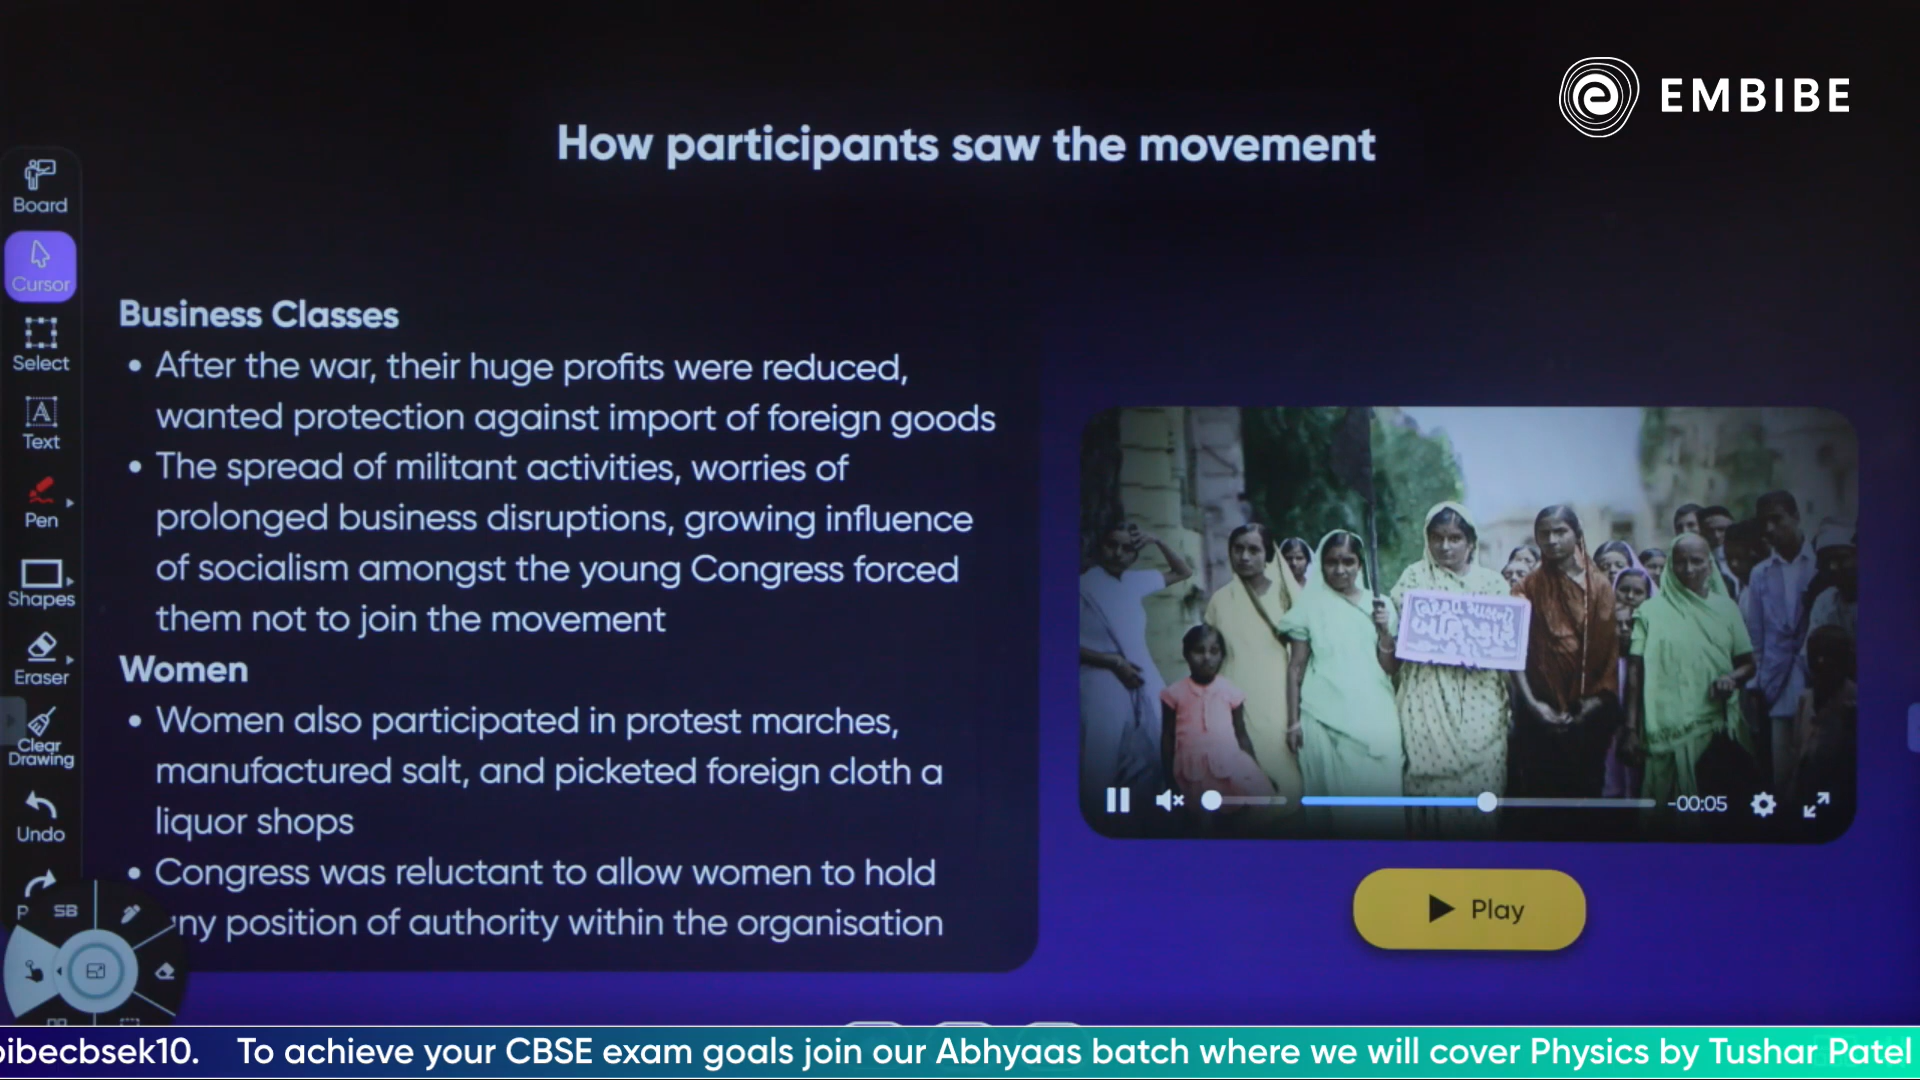 EMBIBE
How participants saw the movement
Board
Cursor
Select
Text
Pen
Shapes
Eraser
Clear
Drawing
Undo
SB
Business Classes
• After the war, their huge profits were reduced,
wanted protection against import of foreign goods
• The spread of militant activities, worries of
prolonged business disruptions, growing influence
of socialism amongst the young Congress forced
them not to join the movement
Women
• Women also participated in protest marches,
manufactured salt, and picketed foreign cloth a
liquor shops
• Congress was reluctant to allow women to hold
ny position of authority within the organisation
-00:05
Play
bibecbsek10. To achieve your CBSE exam goals join our Abhyaas batch where we will cover Physics by Tushar Patel